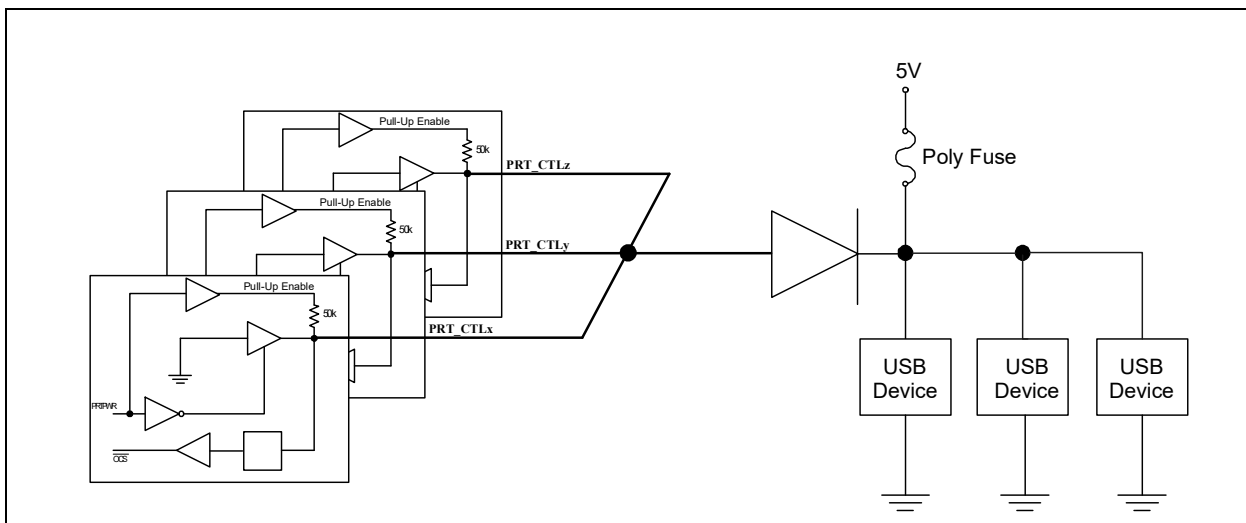 5V
Poly Fuse
Pull-Up Enable
50k
PRT_CTLz
Pull-Up Enable
50k
PRT_CTLy
Pull-Up Enable
50k
PRT_CTLx
PRTPWR
OCS
USB
Device
USB
Device
USB
Device